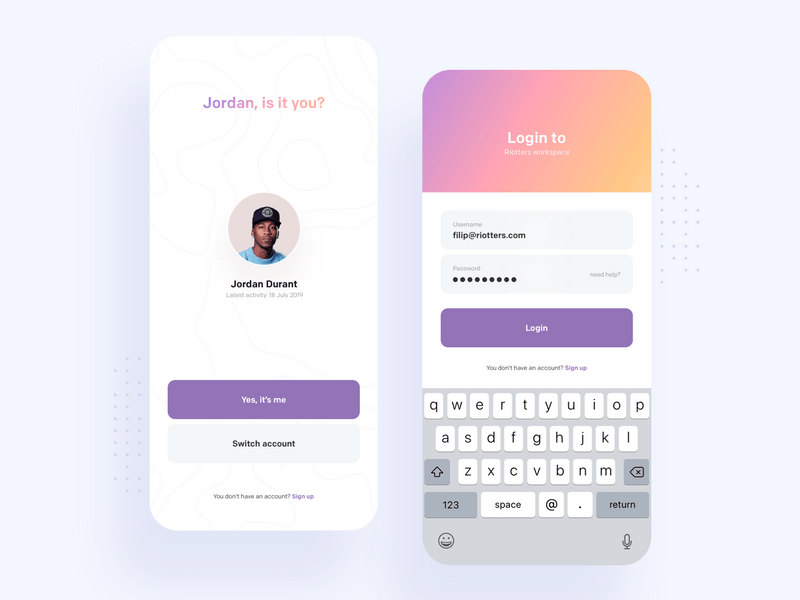 Jordan, is it you?
Jordan Durant
Latest activity: 18 July 2019
Yes, it's me
Switch account
You don't have an account? Sign up
Login to
Riotters workspace
Username
filip@riotters.com
Password
need help?
Login
You don't have an account? Sign up
q w e r t y u i o p
a s d f g h j k l
z x c v b n m
123 space @ . return